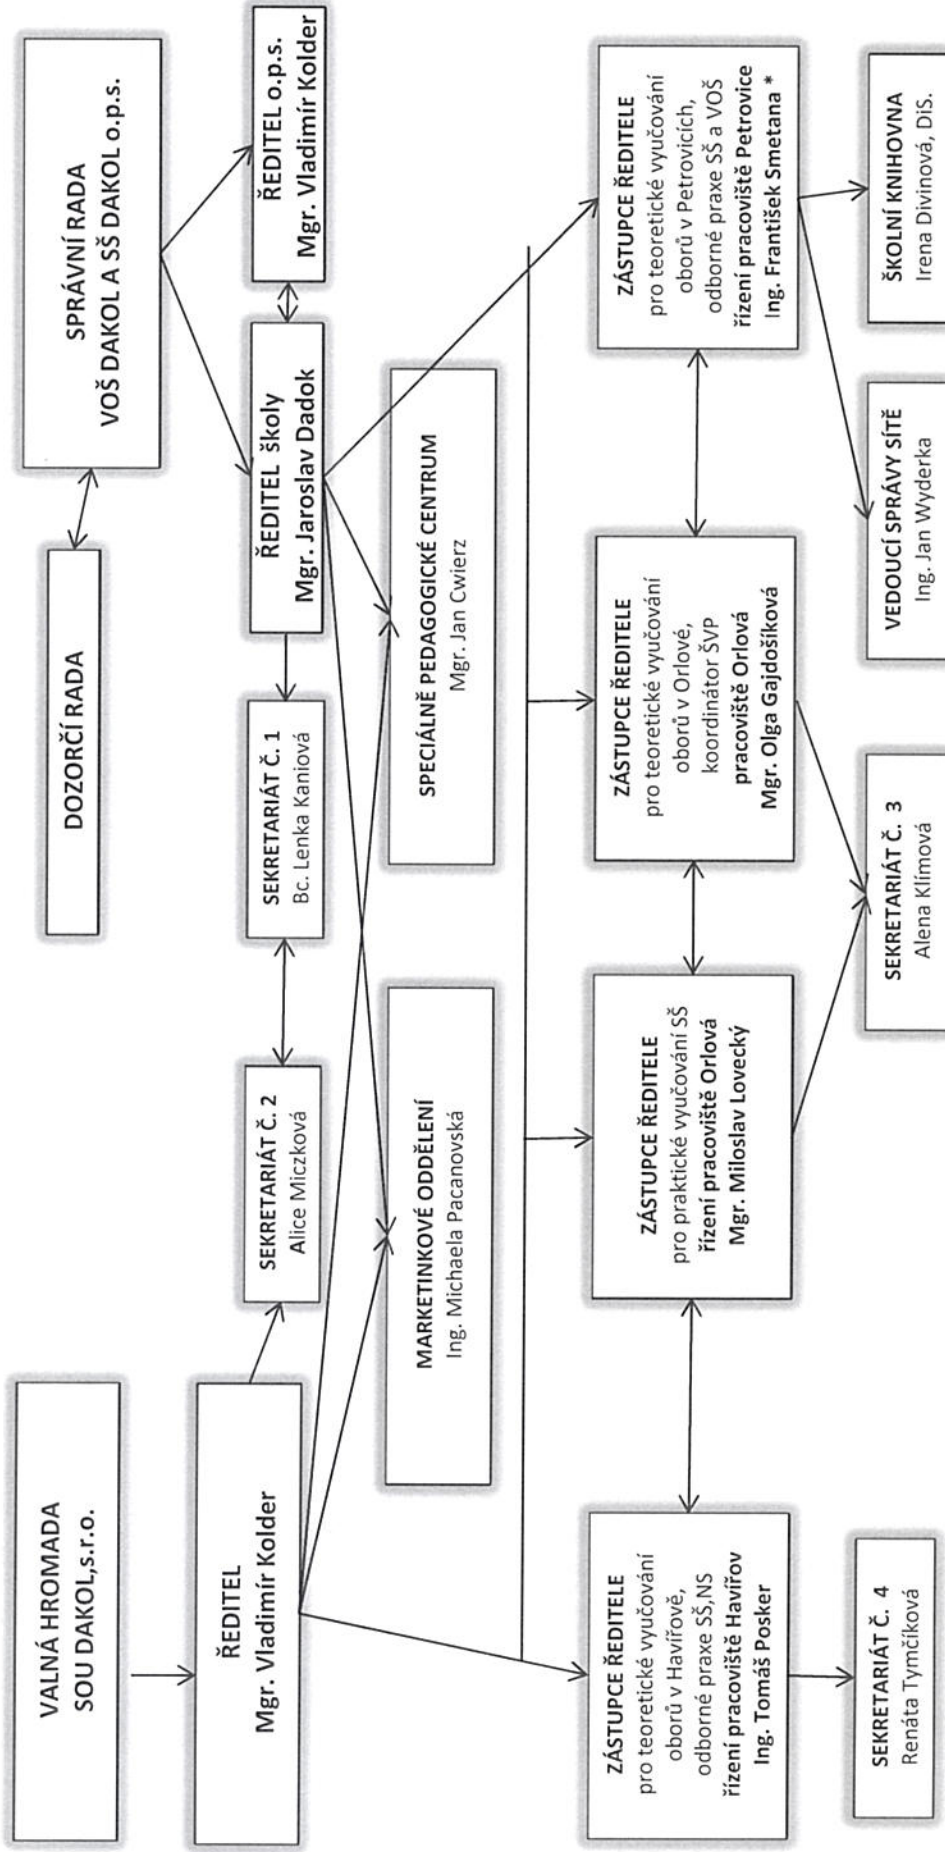 VALNÁ HROMADA
SOU DAKOL,s.r.o.
DOZORČÍ RADA
SPRÁVNÍ RADA
VOŠ DAKOL A SŠ DAKOL o.p.s.
ŘEDITEL
Mgr. Vladimír Kolder
SEKRETARIÁT Č. 2
Alice Miczková
SEKRETARIÁT Č. 1
Bc. Lenka Kaniová
ŘEDITEL školy
Mgr. Jaroslav Dadok
ŘEDITEL o.p.s.
Mgr. Vladimír Kolder
MARKETINKOVÉ ODDĚLENÍ
Ing. Michaela Pacanovská
SPECIÁLNĚ PEDAGOGICKÉ CENTRUM
Mgr. Jan Cwierz
ZÁSTUPCE ŘEDITELE
pro teoretické vyučování
oborů v Havířově,
odborné praxe SŠ,NS
řízení pracoviště Havířov
Ing. Tomáš Posker
ZÁSTUPCE ŘEDITELE
pro praktické vyučování SŠ
řízení pracoviště Orlová
Mgr. Miloslav Lovecký
ZÁSTUPCE ŘEDITELE
pro teoretické vyučování
oborů v Orlové,
koordinátor ŠVP
pracoviště Orlová
Mgr. Olga Gajdošíková
ZÁSTUPCE ŘEDITELE
pro teoretické vyučování
oborů v Petrovicích,
odborné praxe SŠ a VOŠ
řízení pracoviště Petrovice
Ing. František Smetana *
SEKRETARIÁT Č. 4
Renáta Tymčíková
SEKRETARIÁT Č. 3
Alena Klímová
VEDOUCÍ SPRÁVY SÍTĚ
Ing. Jan Wyderka
ŠKOLNÍ KNIHOVNA
Irena Divinová, DiS.